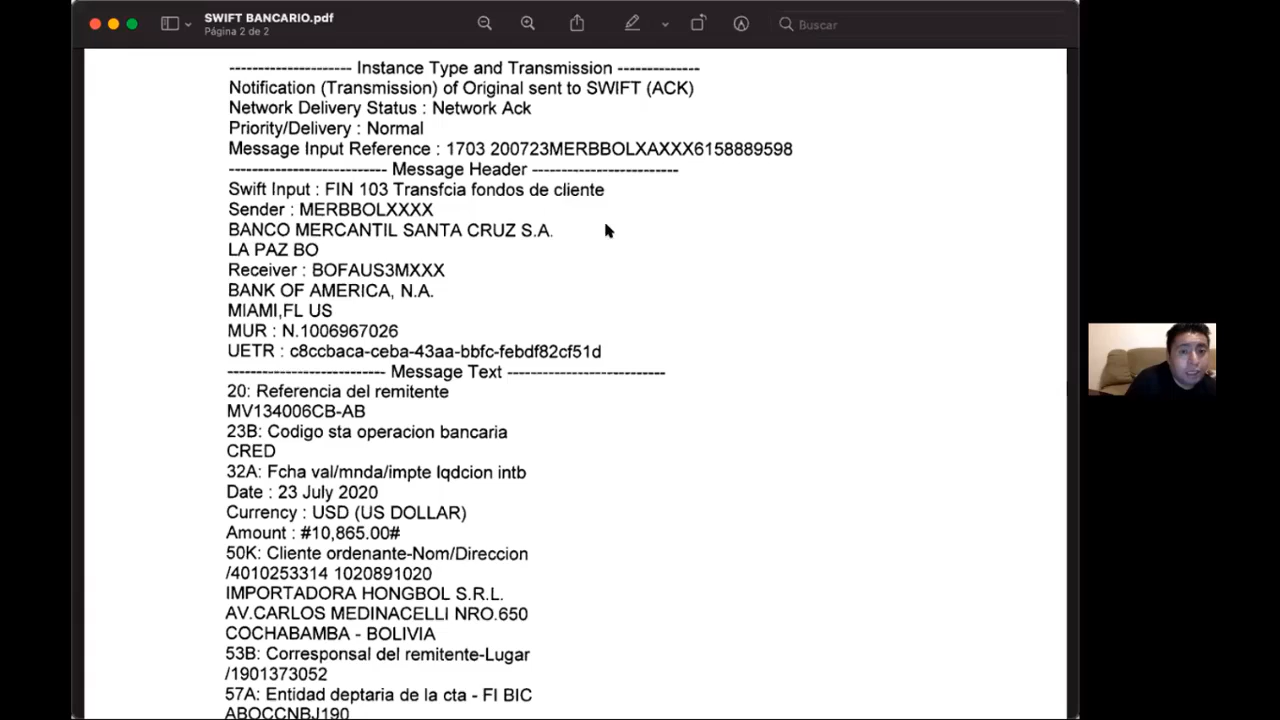 SWIFT BANCARIO.pdf
Página 2 de 2
Buscar
--------------------- Instance Type and Transmission --------------
Notification (Transmission) of Original sent to SWIFT (ACK)
Network Delivery Status : Network Ack
Priority/Delivery : Normal
Message Input Reference : 1703 200723MERBBOLXAXXX6158889598
--------------------------- Message Header -------------------------
Swift Input : FIN 103 Transfcia fondos de cliente
Sender : MERBBOLXXXX
BANCO MERCANTIL SANTA CRUZ S.A.
LA PAZ BO
Receiver : BOFAUS3MXXX
BANK OF AMERICA, N.A.
MIAMI,FL US
MUR : N.1006967026
UETR : c8ccbaca-ceba-43aa-bbfc-febdf82cf51d
--------------------------- Message Text ---------------------------
20: Referencia del remitente
MV134006CB-AB
23B: Codigo sta operacion bancaria
CRED
32A: Fcha val/mnda/impte lqdcion intb
Date : 23 July 2020
Currency : USD (US DOLLAR)
Amount : #10,865.00#
50K: Cliente ordenante-Nom/Direccion
/4010253314 1020891020
IMPORTADORA HONGBOL S.R.L.
AV.CARLOS MEDINACELLI NRO.650
COCHABAMBA - BOLIVIA
53B: Corresponsal del remitente-Lugar
/1901373052
57A: Entidad deptaria de la cta - FI BIC
ABOCCNBJ190